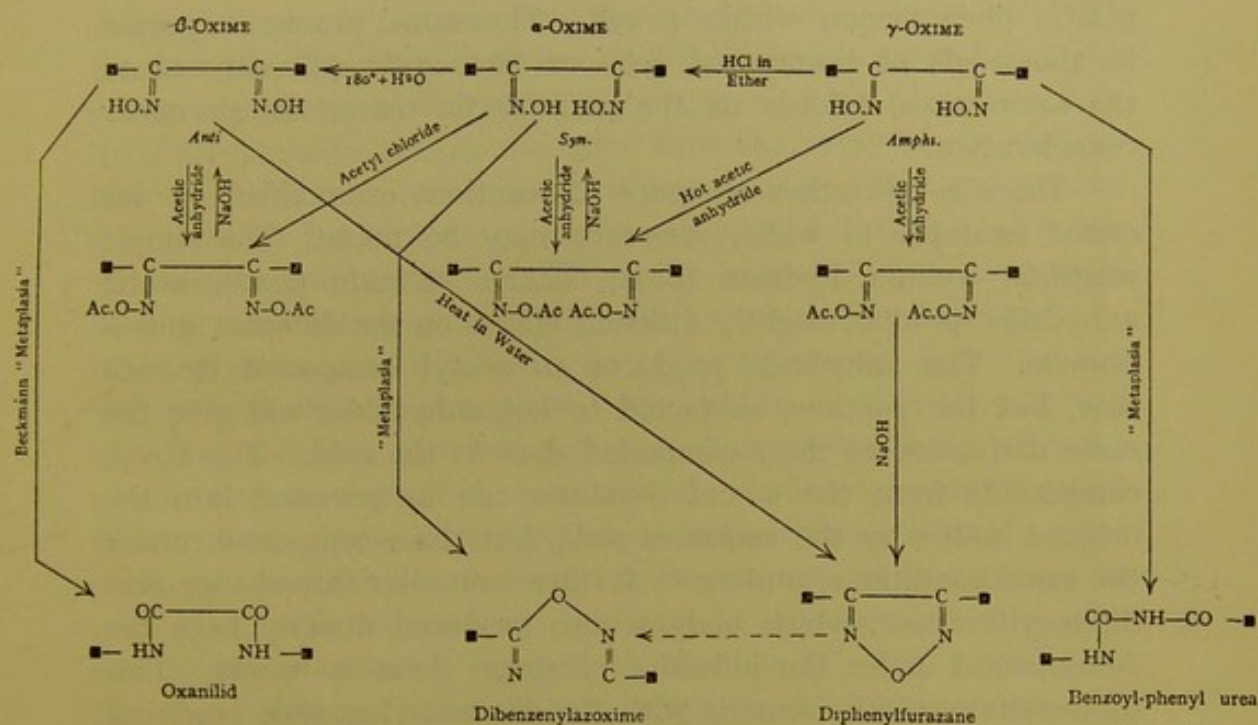 β-OXIME α-OXIME γ-OXIME
■—C——C—■ 180°+H²O ■—C——C—■ HCl in Ether ■—C——C—■
HO.N N.OH N.OH HO.N HO.N HO.N
Anti Syn. Amphi.
Acetic anhydride
NaOH
Acetyl chloride
Acetic anhydride
NaOH
Hot acetic anhydride
Acetic anhydride
■—C——C—■ ■—C——C—■ ■—C——C—■
Ac.O–N N–O.Ac N–O.Ac Ac.O–N Ac.O–N Ac.O–N
Beckmann "Metaplasia"
"Metaplasia"
Heat in Water
NaOH
"Metaplasia"
OC——CO
■—HN NH—■
Oxanilid
O
■—C N
N C—■
Dibenzenylazoxime
■—C——C—■
N N
O
Diphenylfurazane
CO—NH—CO—■
■—HN
Benzoyl-phenyl urea